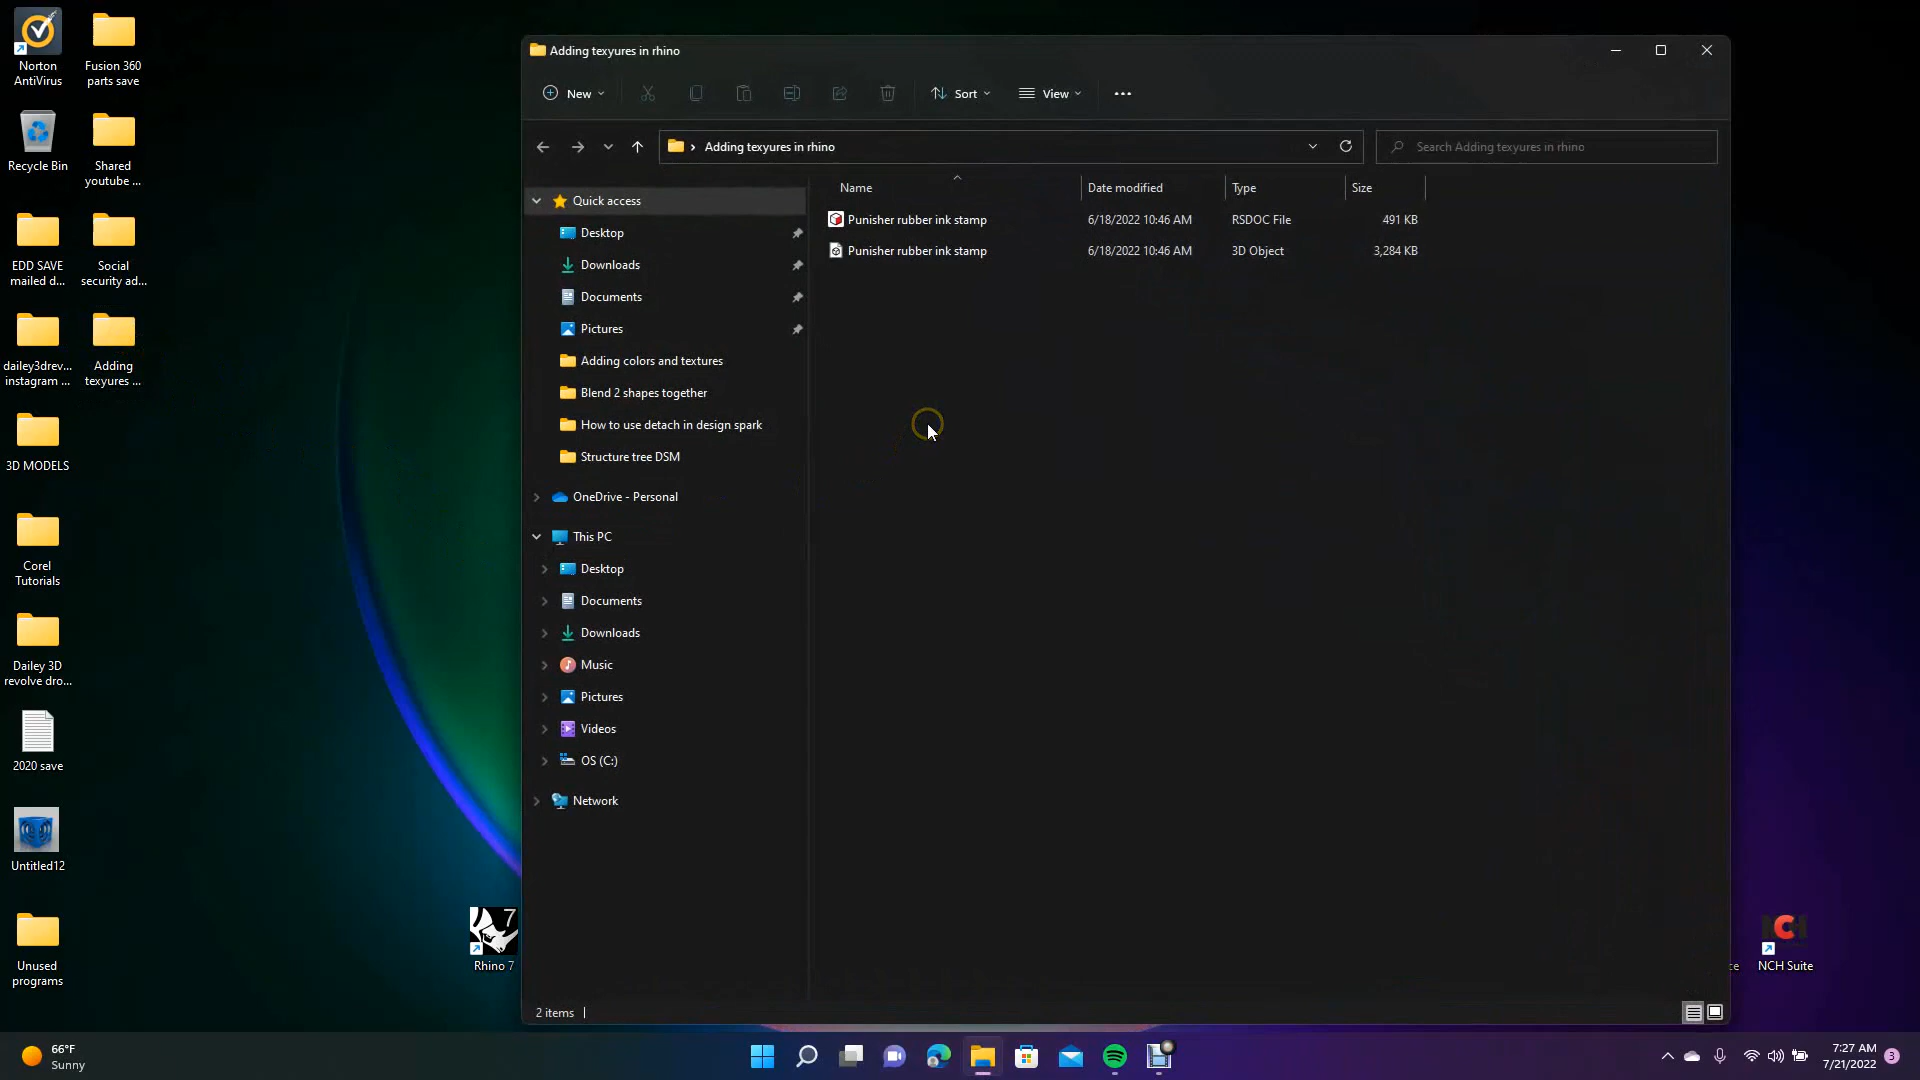 Norton
AntiVirus
Fusion 360
parts save
Recycle Bin
Shared
youtube ...
EDD SAVE
mailed d...
Social
security ad...
dailey3drev...
instagram ...
Adding
texyures ...
3D MODELS
Corel
Tutorials
Dailey 3D
revolve dro...
2020 save
Untitled12
Unused
programs
7
Rhino 7
Adding texyures in rhino
New
Sort
View
Adding texyures in rhino
Search Adding texyures in rhino
Quick access
Desktop
Downloads
Documents
Pictures
Adding colors and textures
Blend 2 shapes together
How to use detach in design spark
Structure tree DSM
OneDrive - Personal
This PC
Desktop
Documents
Downloads
Music
Pictures
Videos
OS (C:)
Network
Name Date modified Type Size
Punisher rubber ink stamp 6/18/2022 10:46 AM RSDOC File 491 KB
Punisher rubber ink stamp 6/18/2022 10:46 AM 3D Object 3,284 KB
2 items
ce
NCH
NCH Suite
66°F
Sunny
7:27 AM
7/21/2022
3